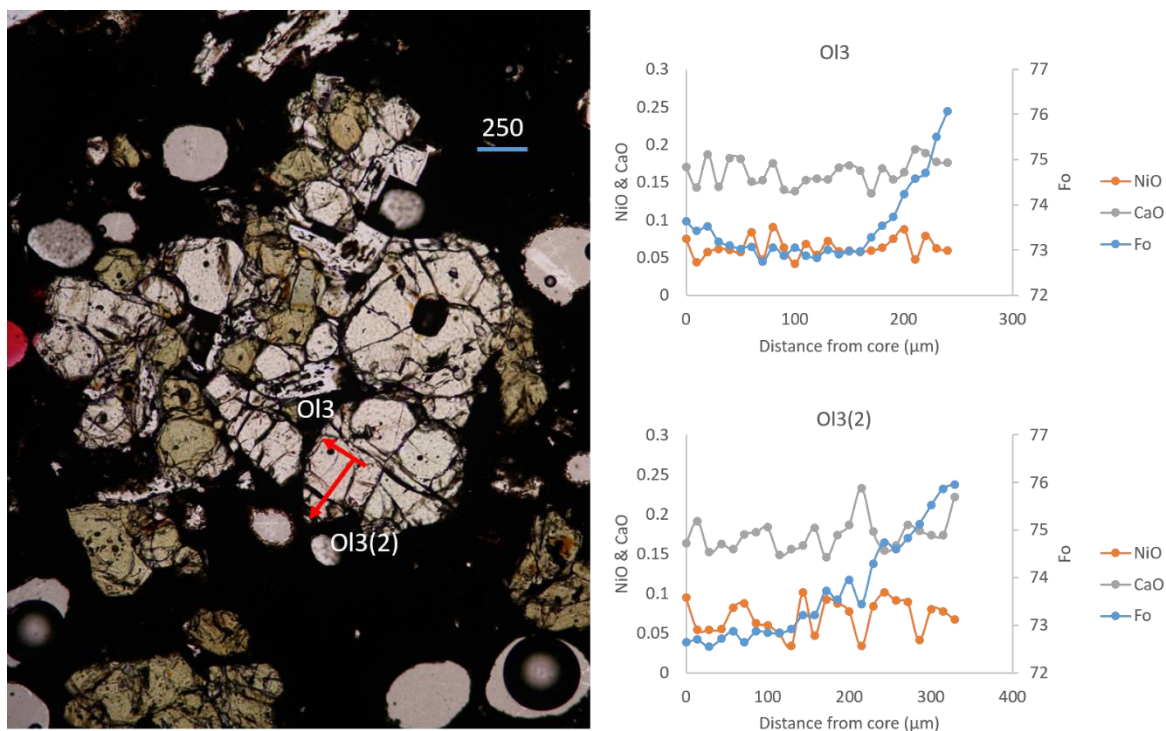 250
Ol3
Ol3(2)
Ol3
0.3
0.25
0.2
0.15
0.1
0.05
0
NiO & CaO
77
76
75
74
73
72
Fo
0
100
200
300
Distance from core (μm)
NiO
CaO
Fo
Ol3(2)
0.3
0.25
0.2
0.15
0.1
0.05
0
NiO & CaO
77
76
75
74
73
72
Fo
0
100
200
300
400
Distance from core (μm)
NiO
CaO
Fo